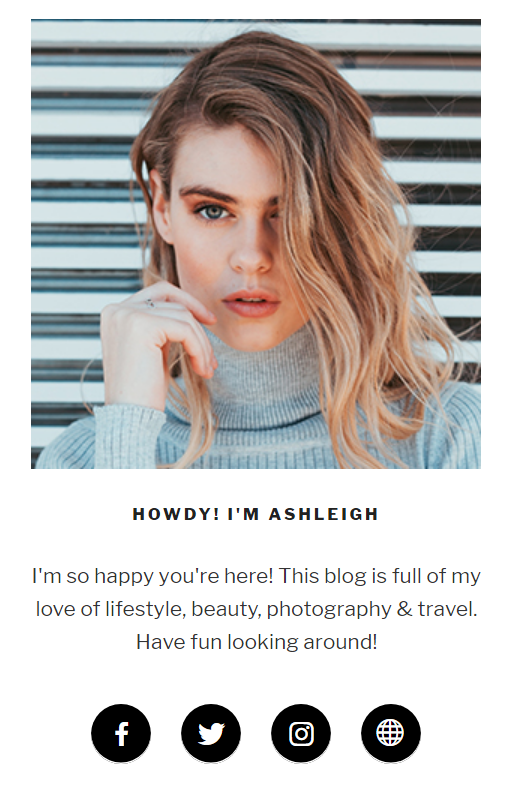 HOWDY! I'M ASHLEIGH
I'm so happy you're here! This blog is full of my
love of lifestyle, beauty, photography & travel.
Have fun looking around!